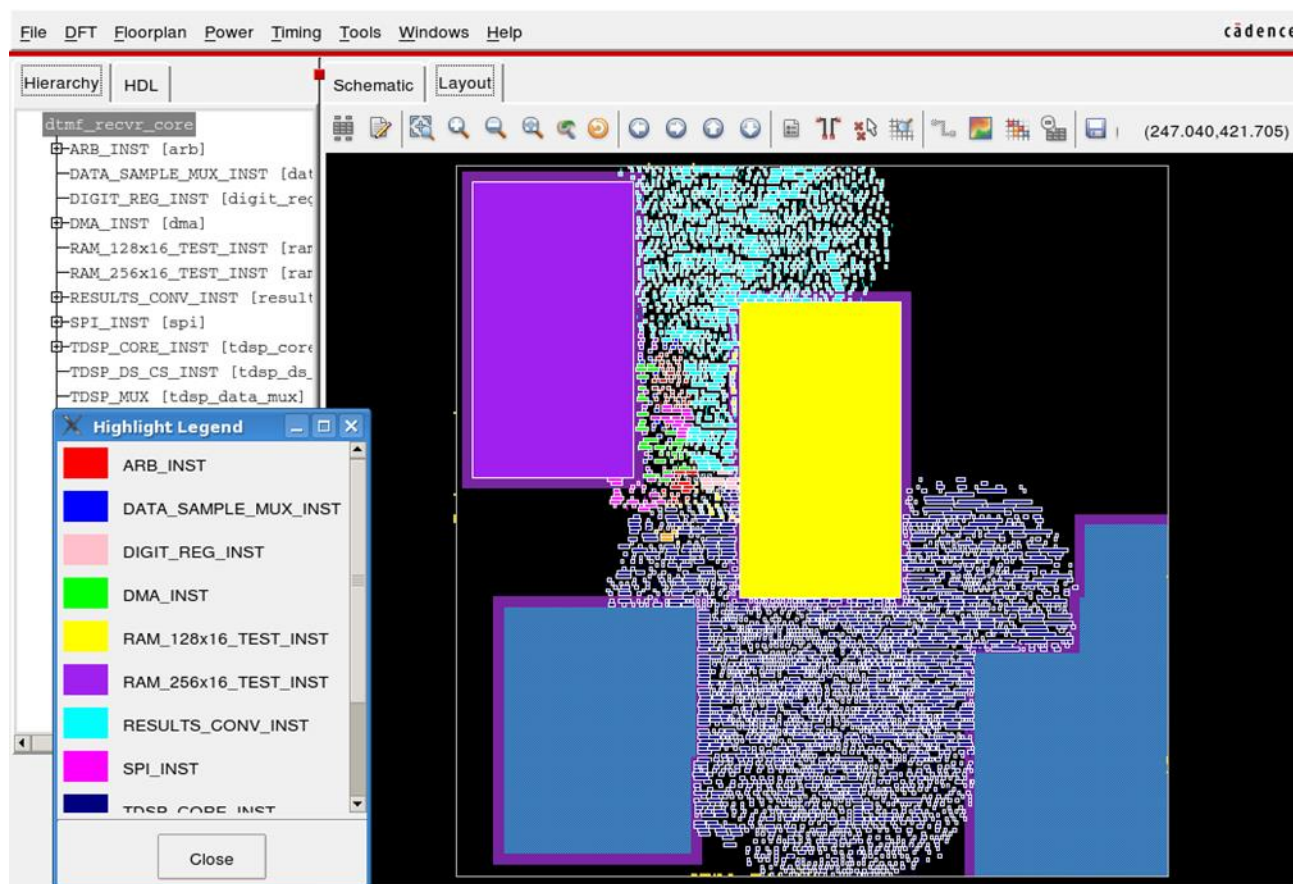 File DFT Floorplan Power Timing Tools Windows Help cādence
Hierarchy HDL Schematic Layout
(247.040,421.705)
dtmf_recvr_core
ARB_INST [arb]
DATA_SAMPLE_MUX_INST [dat
DIGIT_REG_INST [digit_reg
DMA_INST [dma]
RAM_128x16_TEST_INST [ram
RAM_256x16_TEST_INST [ram
RESULTS_CONV_INST [result
SPI_INST [spi]
TDSP_CORE_INST [tdsp_core
TDSP_DS_CS_INST [tdsp_ds_
TDSP_MUX [tdsp_data_mux]
Highlight Legend
ARB_INST
DATA_SAMPLE_MUX_INST
DIGIT_REG_INST
DMA_INST
RAM_128x16_TEST_INST
RAM_256x16_TEST_INST
RESULTS_CONV_INST
SPI_INST
TDSP_CORE_INST
Close